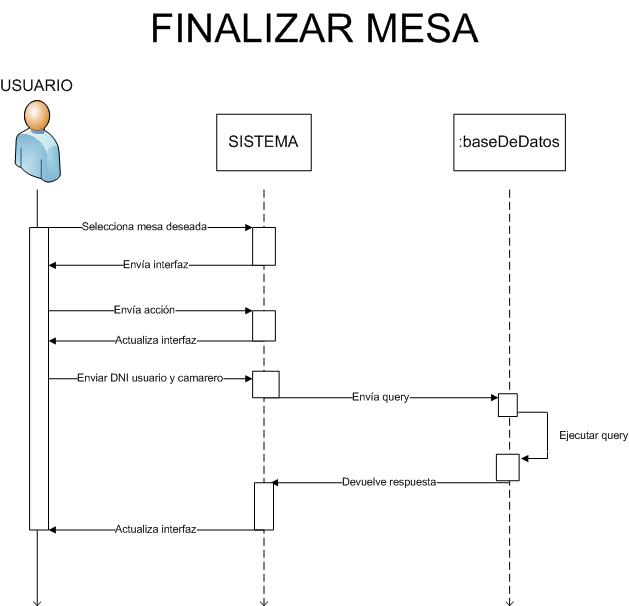 FINALIZAR MESA
USUARIO
SISTEMA
:baseDeDatos
Selecciona mesa deseada
Envía interfaz
Envía acción
Actualiza interfaz
Enviar DNI usuario y camarero
Envía query
Ejecutar query
Devuelve respuesta
Actualiza interfaz